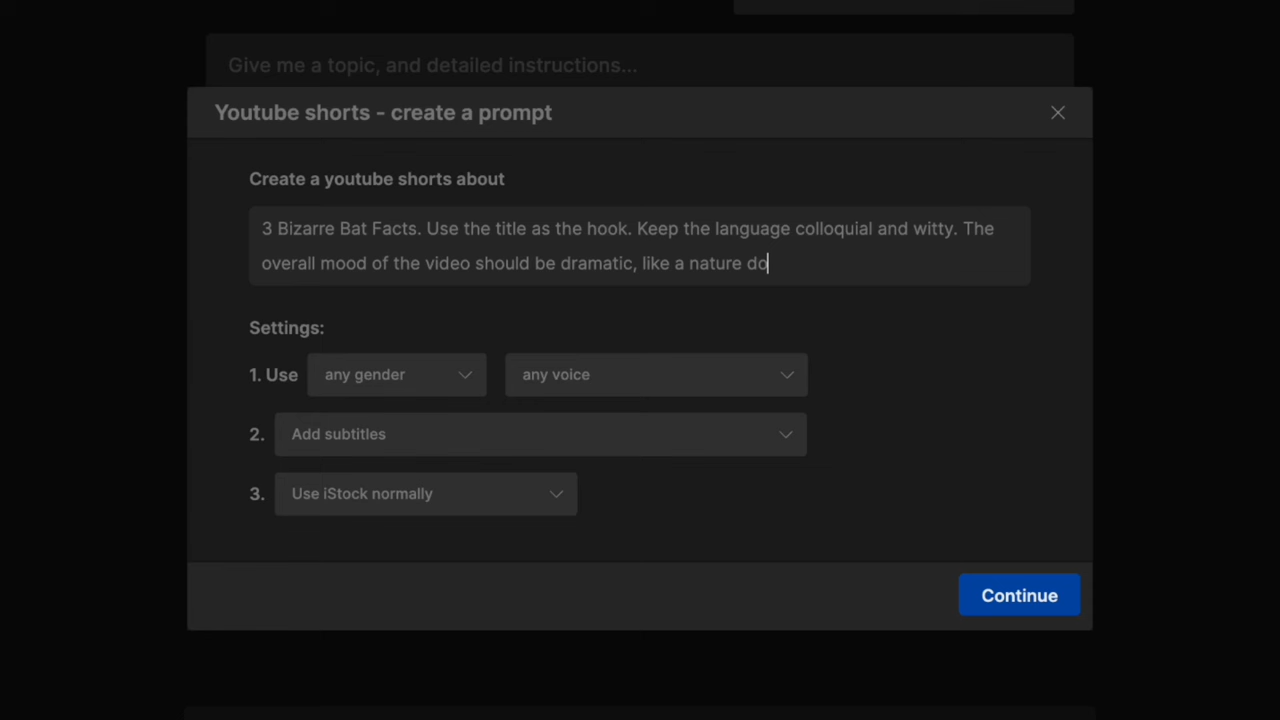 Give me a topic, and detailed instructions...
Youtube shorts - create a prompt
Create a youtube shorts about
3 Bizarre Bat Facts. Use the title as the hook. Keep the language colloquial and witty. The
overall mood of the video should be dramatic, like a nature do
Settings:
1. Use any gender any voice
2. Add subtitles
3. Use iStock normally
Continue